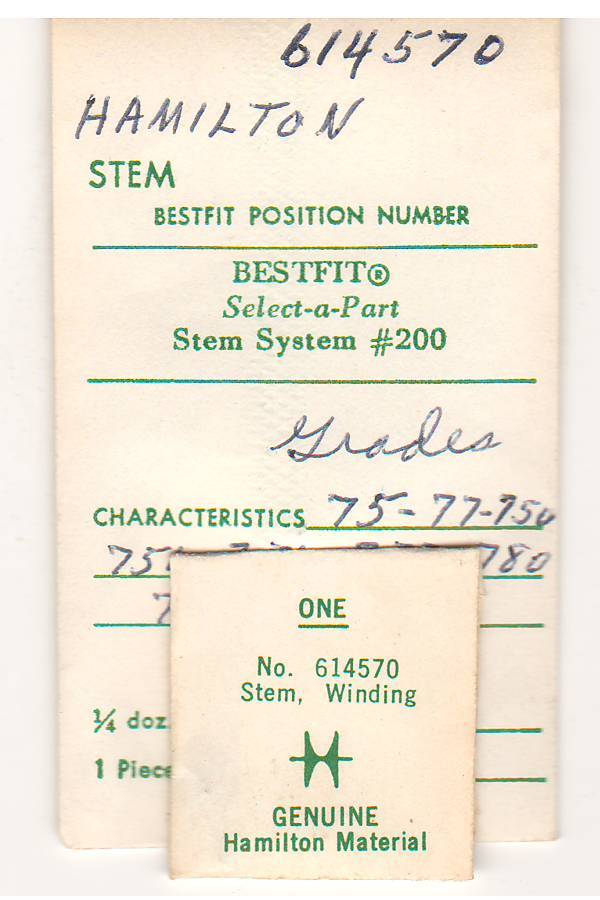 614570
HAMILTON
STEM
BESTFIT POSITION NUMBER
BESTFIT®
Select-a-Part
Stem System #200
Grades
CHARACTERISTICS 75-77-750
780
ONE
No. 614570
Stem, Winding
GENUINE
Hamilton Material
¼ doz
1 Piece